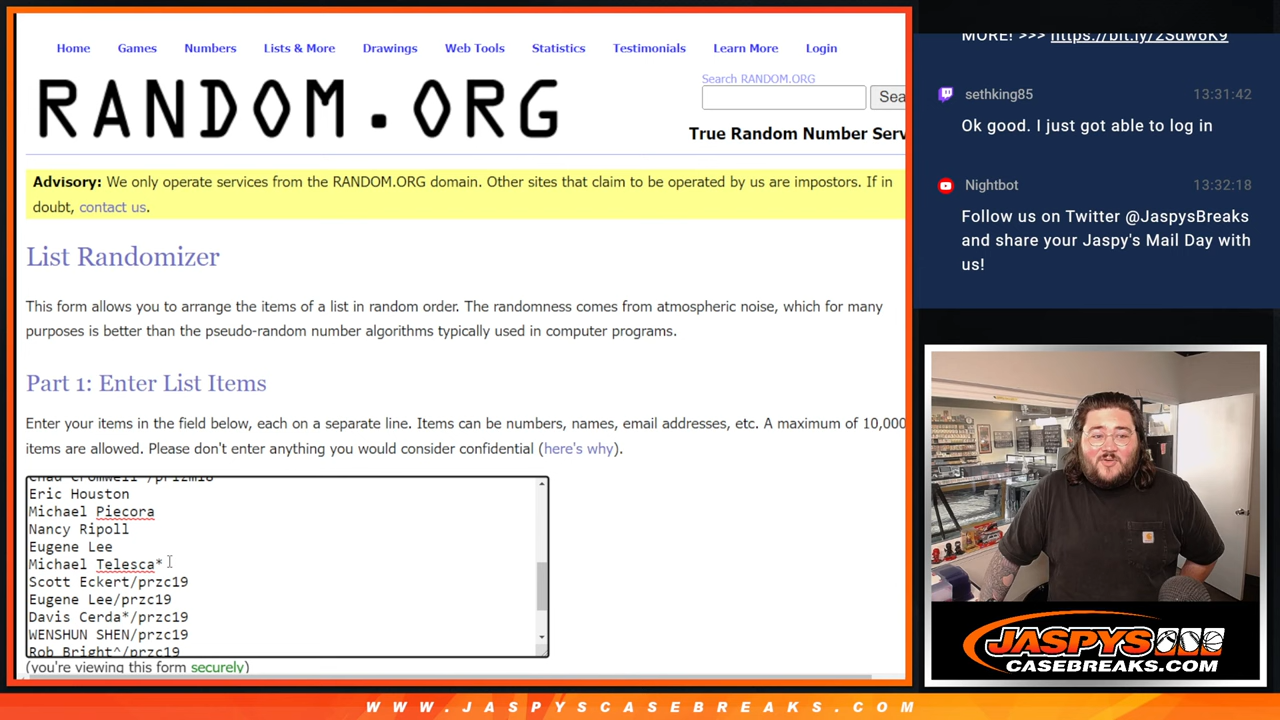 Home Games Numbers Lists & More Drawings Web Tools Statistics Testimonials Learn More Login
RANDOM.ORG
Search RANDOM.ORG
Sea
True Random Number Serv
Advisory: We only operate services from the RANDOM.ORG domain. Other sites that claim to be operated by us are impostors. If in
doubt, contact us.
List Randomizer
This form allows you to arrange the items of a list in random order. The randomness comes from atmospheric noise, which for many
purposes is better than the pseudo-random number algorithms typically used in computer programs.
Part 1: Enter List Items
Enter your items in the field below, each on a separate line. Items can be numbers, names, email addresses, etc. A maximum of 10,000
items are allowed. Please don't enter anything you would consider confidential (here's why).
Chad Cromwell
Eric Houston
Michael Piecora
Nancy Ripoll
Eugene Lee
Michael Telesca*
Scott Eckert/przc19
Eugene Lee/przc19
Davis Cerda*/przc19
WENSHUN SHEN/przc19
Rob Bright^/przc19
(you're viewing this form securely)
MORE! >>> https://bit.ly/2Sdw6K9
sethking85 13:31:42
Ok good. I just got able to log in
Nightbot 13:32:18
Follow us on Twitter @JaspysBreaks
and share your Jaspy's Mail Day with
us!
JASPYS
CASEBREAKS.COM
WWW.JASPYSCASEBREAKS.COM